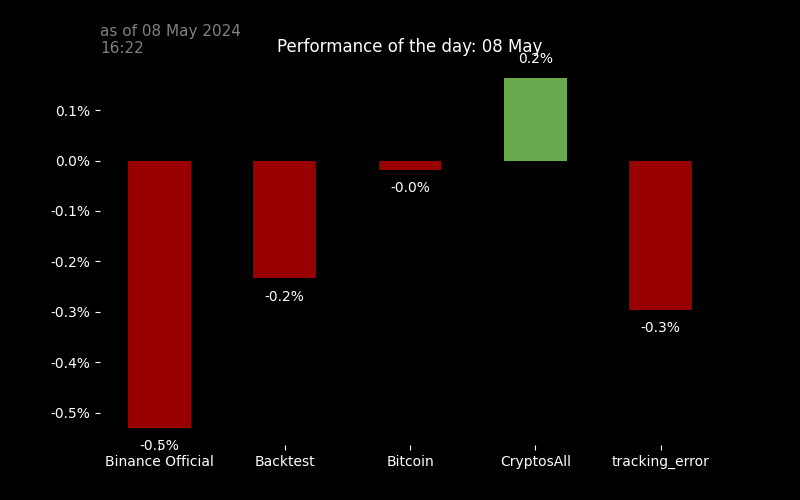 as of 08 May 2024
16:22
Performance of the day: 08 May
0.2%
0.1%
0.0%
-0.1%
-0.2%
-0.3%
-0.4%
-0.5%
-0.0%
-0.2%
-0.3%
-0.5%
Binance Official
Backtest
Bitcoin
CryptosAll
tracking_error